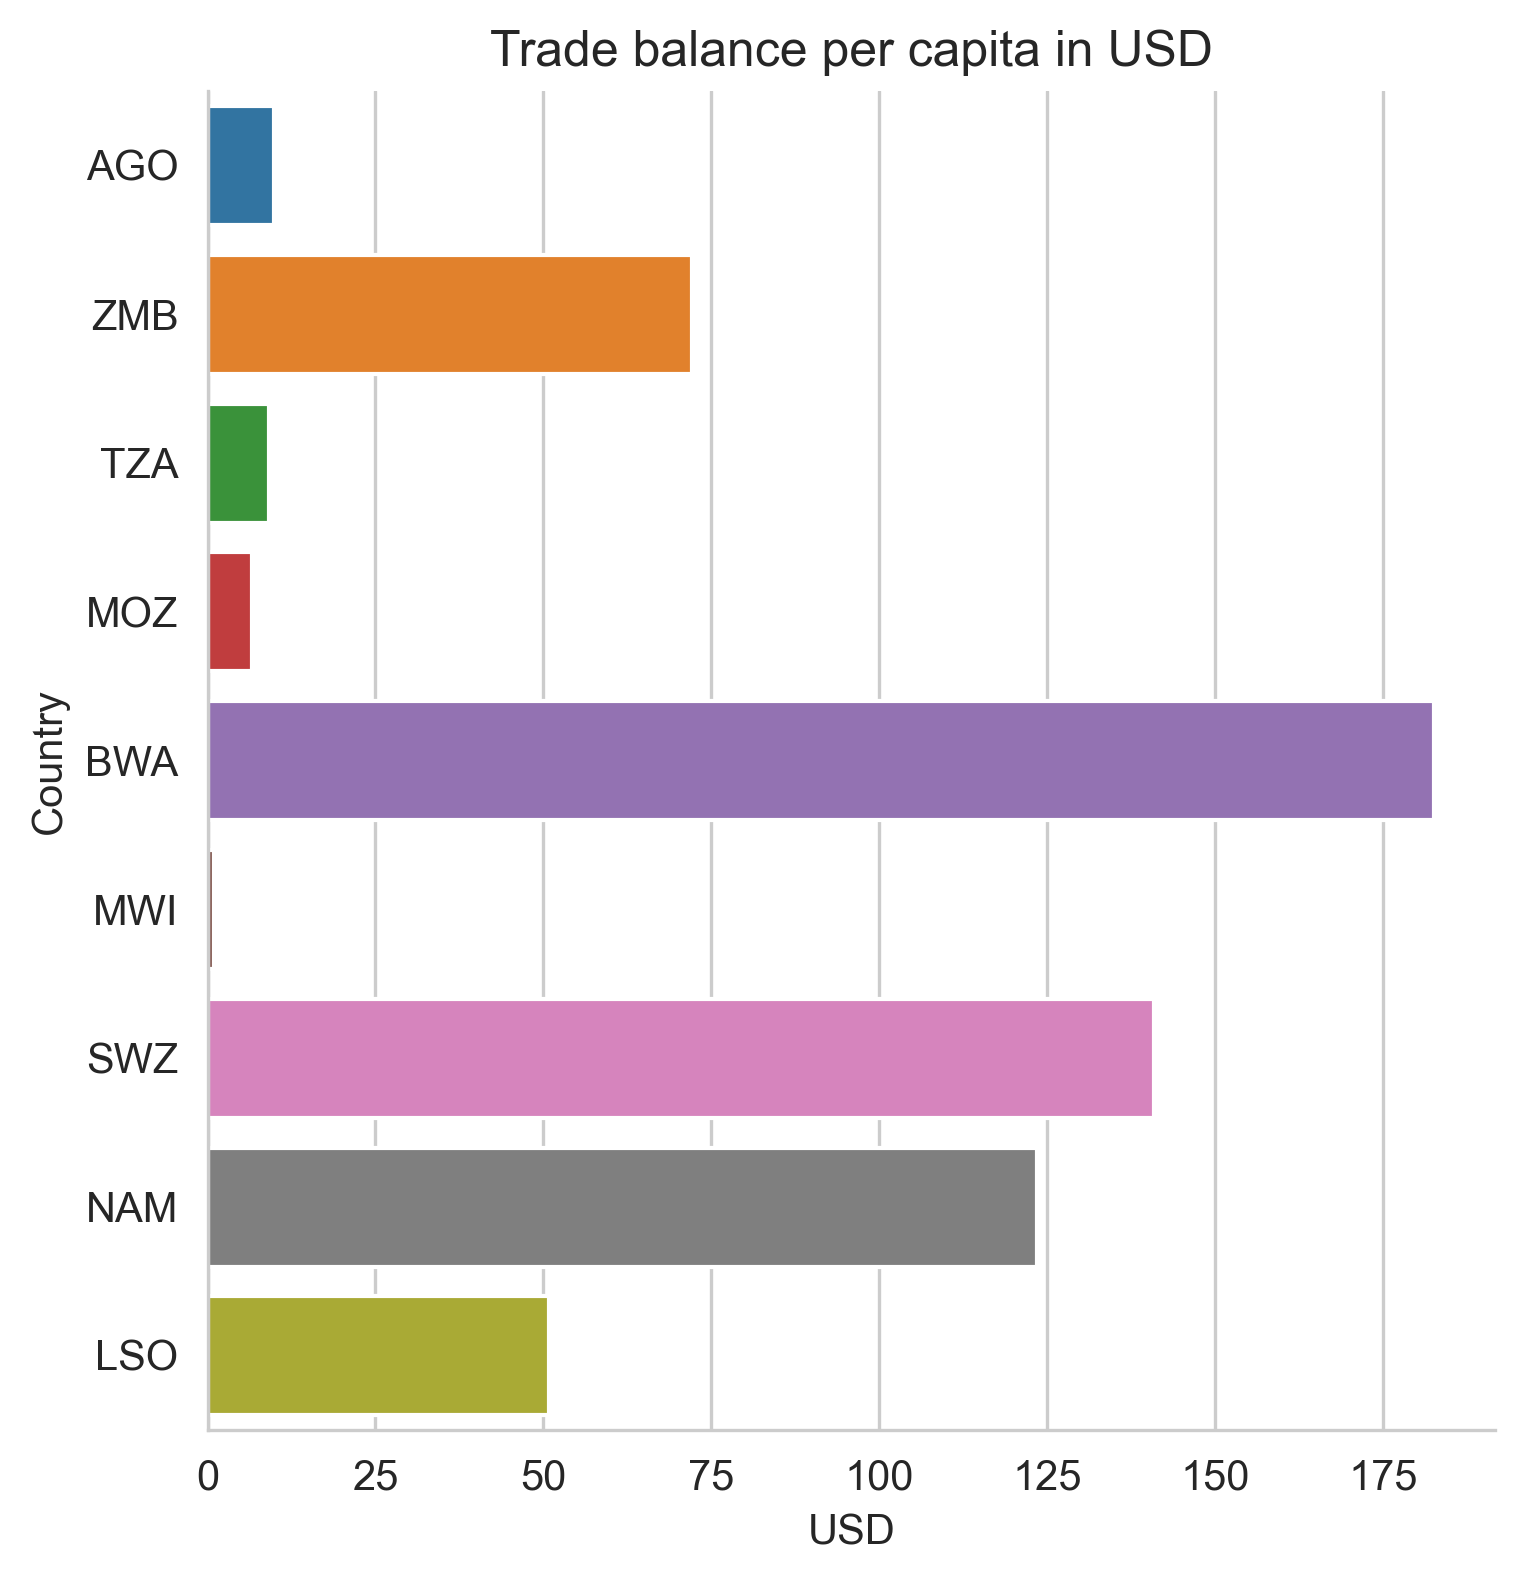 Trade balance per capita in USD
AGO
ZMB
TZA
MOZ
BWA
MWI
SWZ
NAM
LSO
Country
0 25 50 75 100 125 150 175
USD